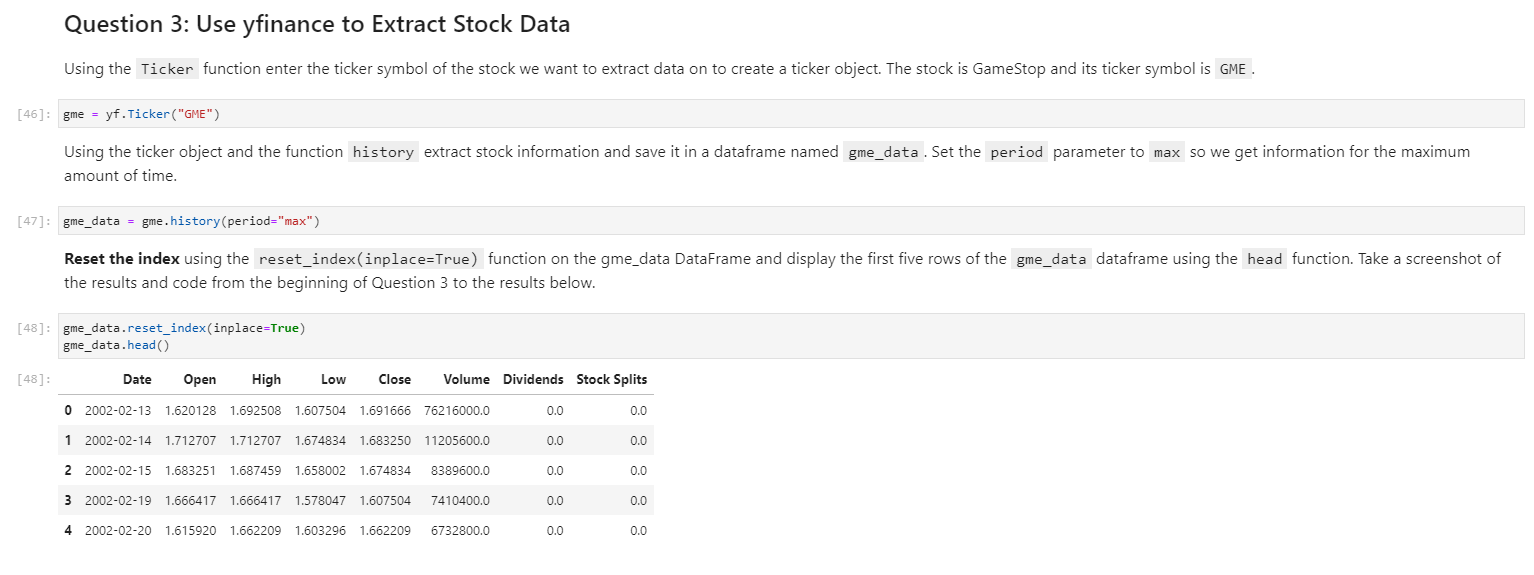 Question 3: Use yfinance to Extract Stock Data
Using the Ticker function enter the ticker symbol of the stock we want to extract data on to create a ticker object. The stock is GameStop and its ticker symbol is GME .
[46]: gme = yf.Ticker("GME")
Using the ticker object and the function history extract stock information and save it in a dataframe named gme_data . Set the period parameter to max so we get information for the maximum
amount of time.
[47]: gme_data = gme.history(period="max")
Reset the index using the reset_index(inplace=True) function on the gme_data DataFrame and display the first five rows of the gme_data dataframe using the head function. Take a screenshot of
the results and code from the beginning of Question 3 to the results below.
[48]: gme_data.reset_index(inplace=True)
gme_data.head()
[48]: Date Open High Low Close Volume Dividends Stock Splits
0 2002-02-13 1.620128 1.692508 1.607504 1.691666 76216000.0 0.0 0.0
1 2002-02-14 1.712707 1.712707 1.674834 1.683250 11205600.0 0.0 0.0
2 2002-02-15 1.683251 1.687459 1.658002 1.674834 8389600.0 0.0 0.0
3 2002-02-19 1.666417 1.666417 1.578047 1.607504 7410400.0 0.0 0.0
4 2002-02-20 1.615920 1.662209 1.603296 1.662209 6732800.0 0.0 0.0